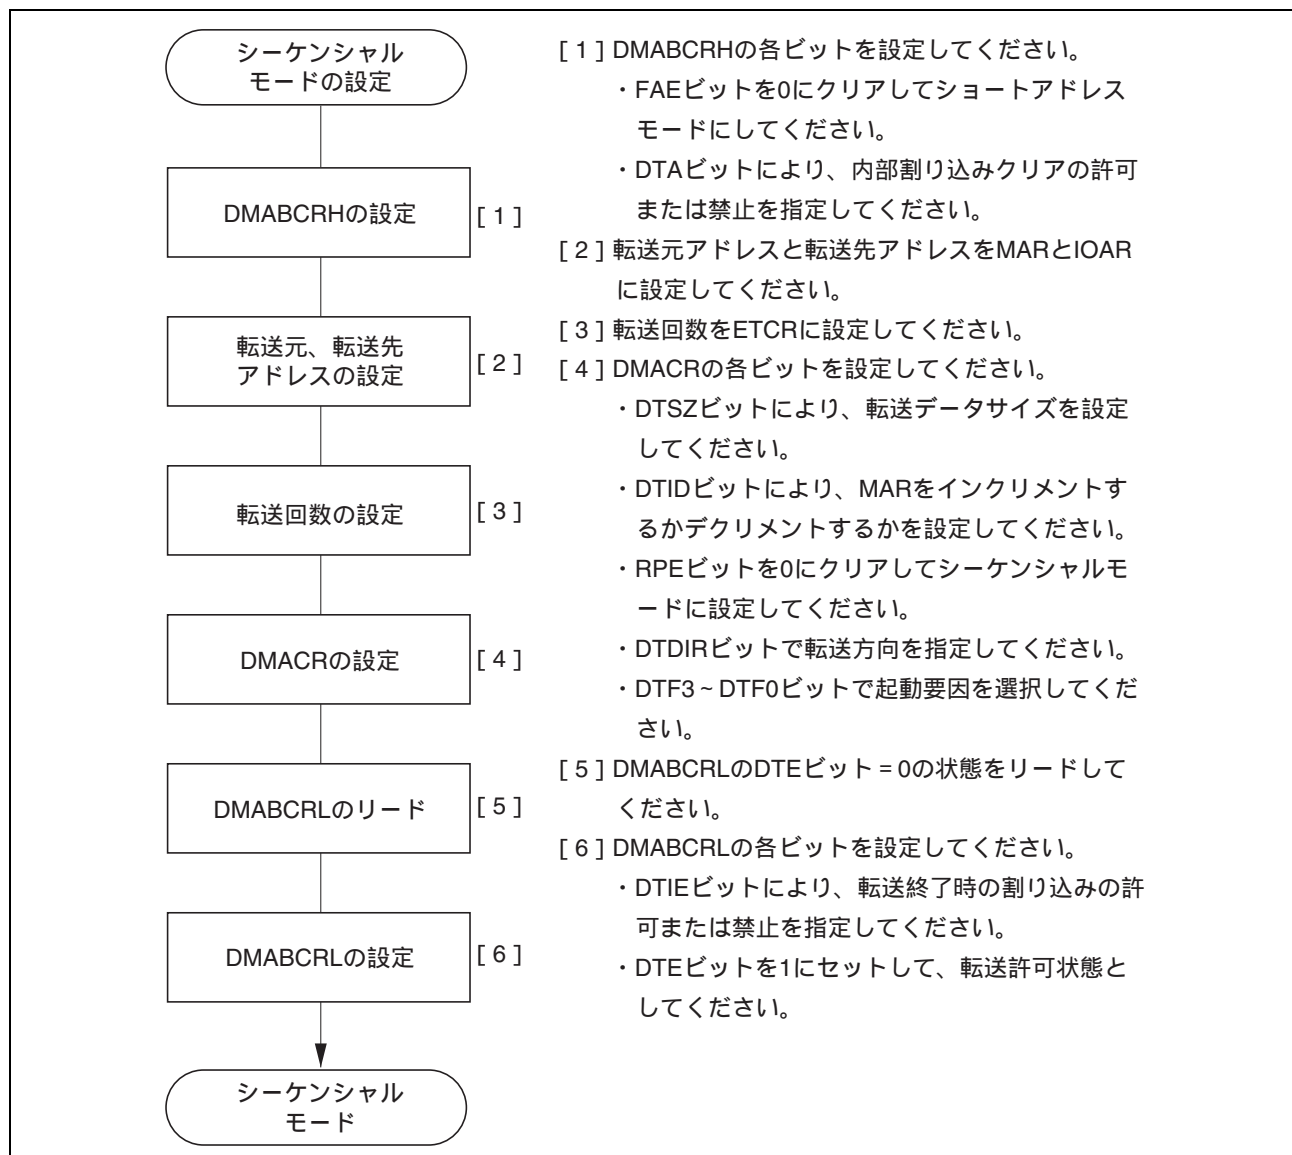 シーケンシャル
モードの設定
DMABCRHの設定
[ 1 ]
転送元、転送先
アドレスの設定
[ 2 ]
転送回数の設定
[ 3 ]
DMACRの設定
[ 4 ]
DMABCRLのリード
[ 5 ]
DMABCRLの設定
[ 6 ]
シーケンシャル
モード
[ 1 ] DMABCRHの各ビットを設定してください。
・FAEビットを0にクリアしてショートアドレス
モードにしてください。
・DTAビットにより、内部割り込みクリアの許可
または禁止を指定してください。
[ 2 ] 転送元アドレスと転送先アドレスをMARとIOAR
に設定してください。
[ 3 ] 転送回数をETCRに設定してください。
[ 4 ] DMACRの各ビットを設定してください。
・DTSZビットにより、転送データサイズを設定
してください。
・DTIDビットにより、MARをインクリメントす
るかデクリメントするかを設定してください。
・RPEビットを0にクリアしてシーケンシャルモ
ードに設定してください。
・DTDIRビットで転送方向を指定してください。
・DTF3~DTF0ビットで起動要因を選択してくだ
さい。
[ 5 ] DMABCRLのDTEビット = 0の状態をリードして
ください。
[ 6 ] DMABCRLの各ビットを設定してください。
・DTIEビットにより、転送終了時の割り込みの許
可または禁止を指定してください。
・DTEビットを1にセットして、転送許可状態と
してください。